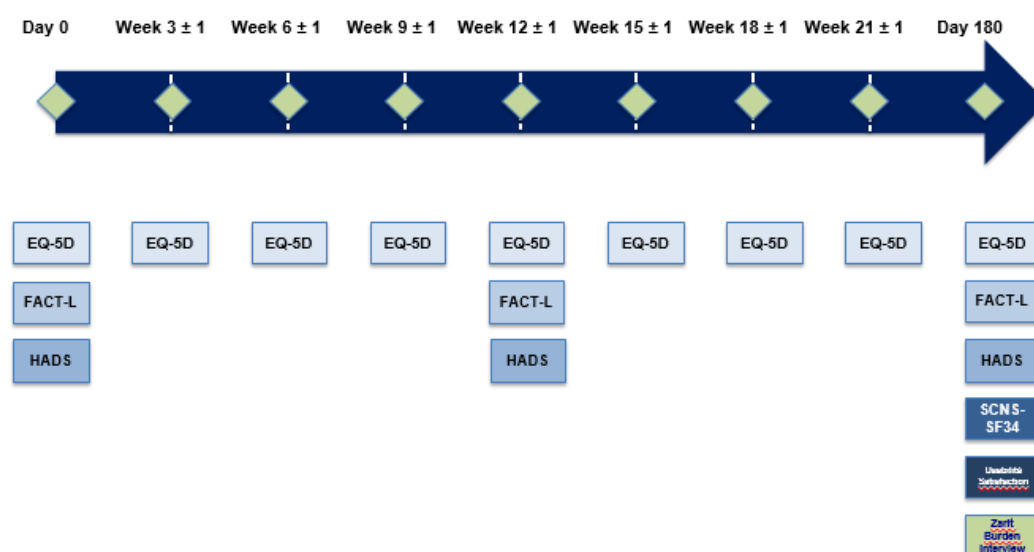 Day 0 Week 3 ± 1 Week 6 ± 1 Week 9 ± 1 Week 12 ± 1 Week 15 ± 1 Week 18 ± 1 Week 21 ± 1 Day 180
EQ-5D EQ-5D EQ-5D EQ-5D EQ-5D EQ-5D EQ-5D EQ-5D EQ-5D
FACT-L FACT-L FACT-L
HADS HADS HADS
SCNS-
SF34
Usabilité
Satisfaction
Zarit
Burden
Interview